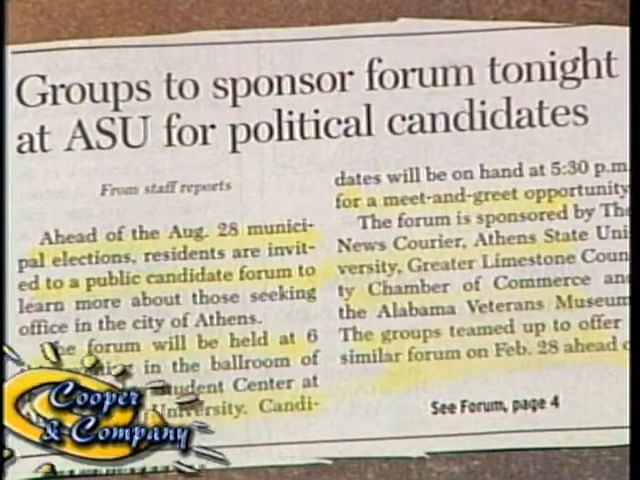 Groups to sponsor forum tonight
at ASU for political candidates
From staff reports
Ahead of the Aug. 28 munici-
pal elections, residents are invit-
ed to a public candidate forum to
learn more about those seeking
office in the city of Athens.
forum will be held at 6
in the ballroom of
Student Center at
University. Candi-
dates will be on hand at 5:30 p.m.
for a meet-and-greet opportunity
The forum is sponsored by The
News Courier, Athens State Uni
versity, Greater Limestone Coun
ty Chamber of Commerce and
the Alabama Veterans Museum
The groups teamed up to offer
similar forum on Feb. 28 ahead o
See Forum, page 4
Cooper
& Company